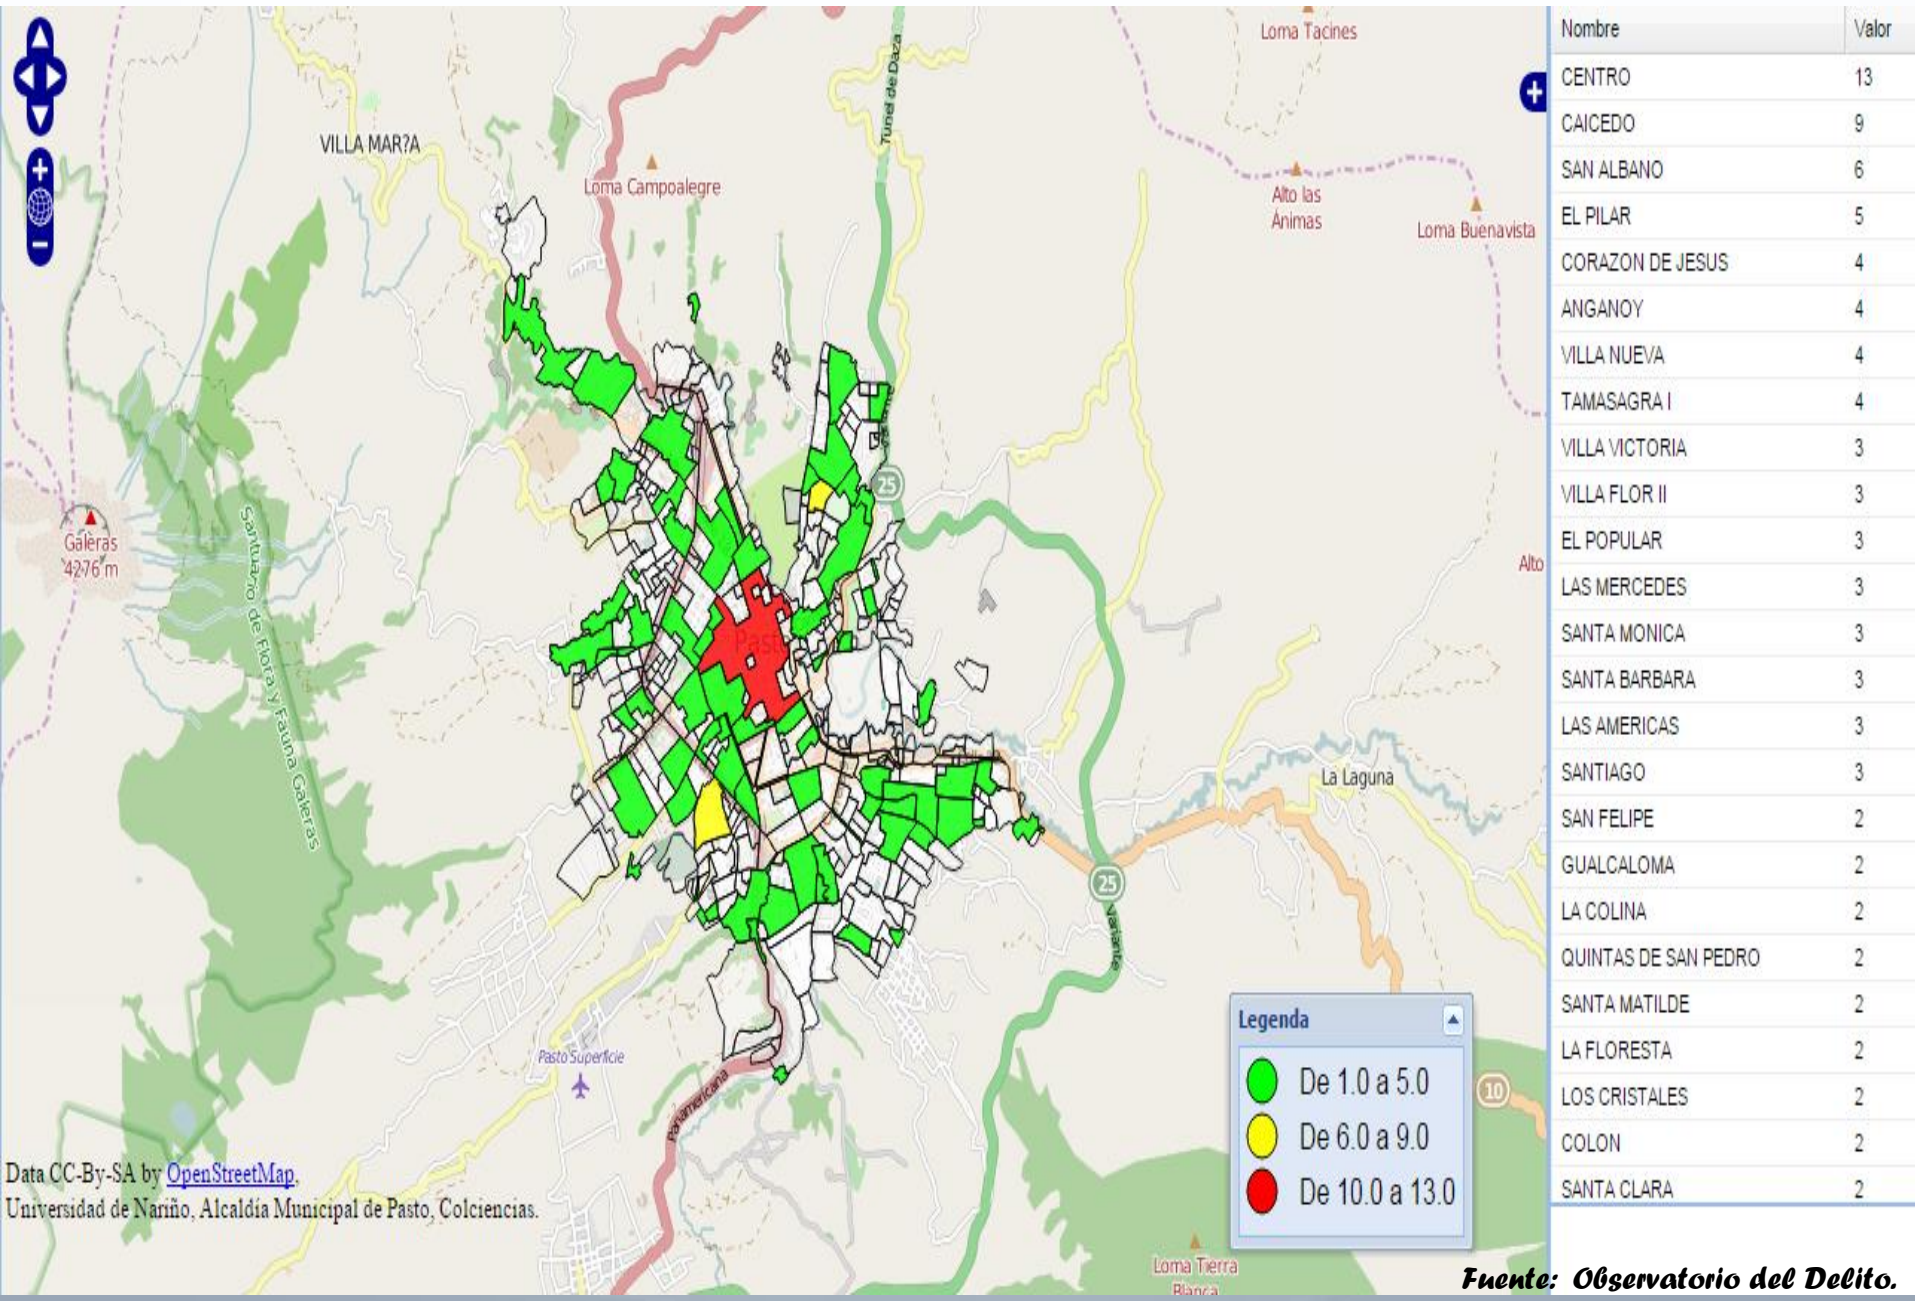 Loma Tacines
Tunel de Daza
VILLA MAR?A
Loma Campoalegre
Alto las
Ánimas
Loma Buenavista
25
Galeras
4276 m
Santuario de Flora y Fauna Galeras
Alto
Pasto
La Laguna
25
Variante
Pasto Superficie
Panamericana
10
Loma Tierra
Blanca
Legenda
De 1.0 a 5.0
De 6.0 a 9.0
De 10.0 a 13.0
Data CC-By-SA by OpenStreetMap,
Universidad de Nariño, Alcaldía Municipal de Pasto, Colciencias.
Nombre Valor
CENTRO 13
CAICEDO 9
SAN ALBANO 6
EL PILAR 5
CORAZON DE JESUS 4
ANGANOY 4
VILLA NUEVA 4
TAMASAGRA I 4
VILLA VICTORIA 3
VILLA FLOR II 3
EL POPULAR 3
LAS MERCEDES 3
SANTA MONICA 3
SANTA BARBARA 3
LAS AMERICAS 3
SANTIAGO 3
SAN FELIPE 2
GUALCALOMA 2
LA COLINA 2
QUINTAS DE SAN PEDRO 2
SANTA MATILDE 2
LA FLORESTA 2
LOS CRISTALES 2
COLON 2
SANTA CLARA 2
Fuente: Observatorio del Delito.